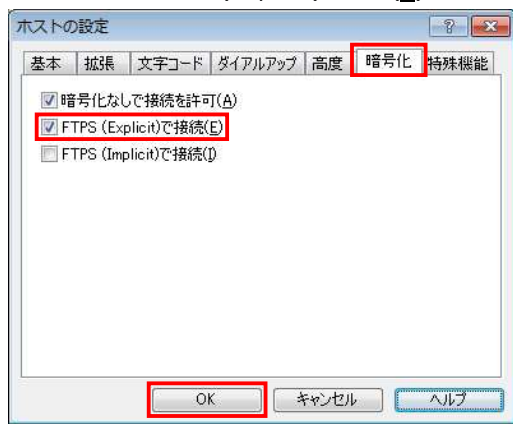 ホストの設定
基本 拡張 文字コード ダイアルアップ 高度 暗号化 特殊機能
暗号化なしで接続を許可(A)
FTPS (Explicit)で接続(E)
FTPS (Implicit)で接続(I)
OK キャンセル ヘルプ